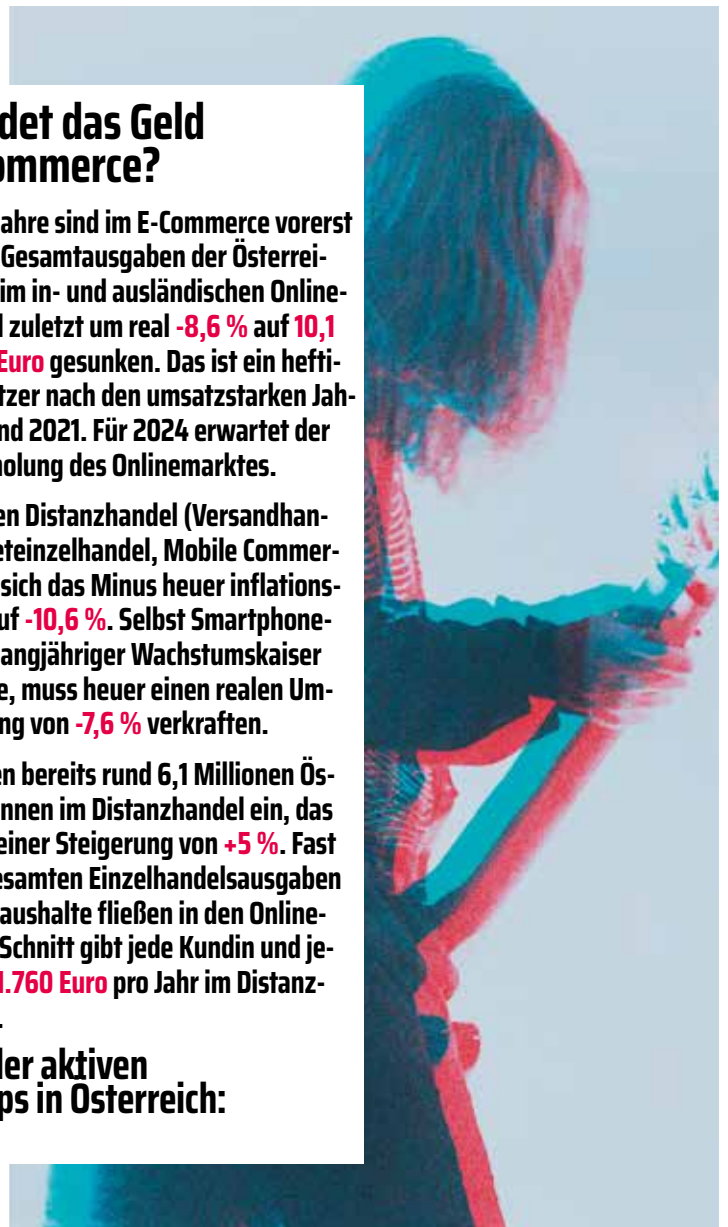 det das Geld
ommerce?
ahre sind im E-Commerce vorerst
Gesamtausgaben der Österrei-
im in- und ausländischen Online-
l zuletzt um real -8,6 % auf 10,1
Euro gesunken. Das ist ein hefti-
tzer nach den umsatzstarken Jah-
nd 2021. Für 2024 erwartet der
olung des Onlinemarktes.
en Distanzhandel (Versandhan-
eteinzelhandel, Mobile Commer-
sich das Minus heuer inflations-
uf -10,6 %. Selbst Smartphone-
angjähriger Wachstumskaiser
e, muss heuer einen realen Um-
ng von -7,6 % verkraften.
en bereits rund 6,1 Millionen Ös-
nnen im Distanzhandel ein, das
einer Steigerung von +5 %. Fast
esamten Einzelhandelsausgaben
aushalte fließen in den Online-
Schnitt gibt jede Kundin und je-
1.760 Euro pro Jahr im Distanz-
.
ler aktiven
ps in Österreich: